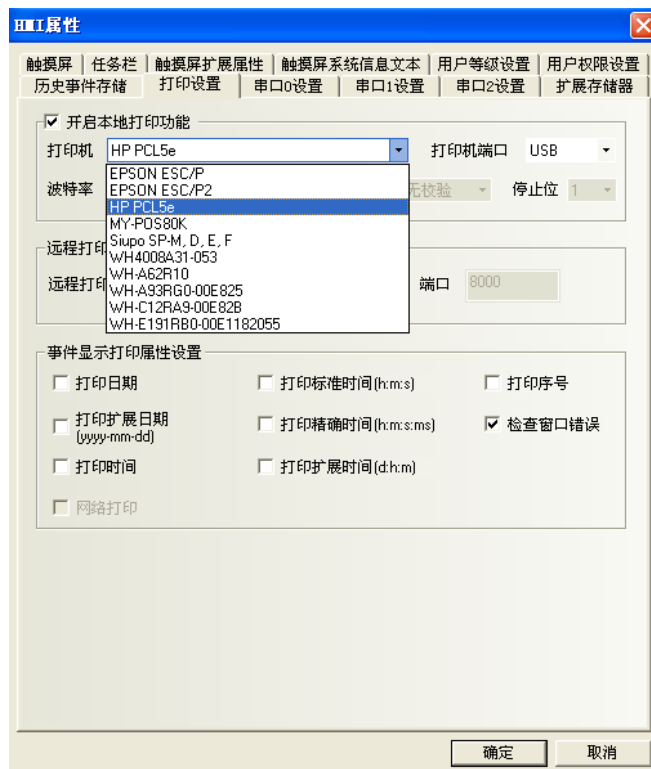 HMI属性
触摸屏 任务栏 触摸屏扩展属性 触摸屏系统信息文本 用户等级设置 用户权限设置
历史事件存储 打印设置 串口0设置 串口1设置 串口2设置 扩展存储器
开启本地打印功能
打印机 HP PCL5e 打印机端口 USB
EPSON ESC/P
波特率 EPSON ESC/P2 无校验 停止位 1
HP PCL5e
MY-POS80K
Siupo SP-M, D, E, F
远程打印
WH4008A31-053
WH-A62R10
远程打印 端口 8000
WH-A93RG0-00E825
WH-C12RA9-00E82B
WH-E191RB0-00E1182055
事件显示打印属性设置
打印日期 打印标准时间(h:m:s) 打印序号
打印扩展日期 打印精确时间(h:m:s:ms) 检查窗口错误
(yyyy-mm-dd)
打印时间 打印扩展时间(d:h:m)
网络打印
确定 取消